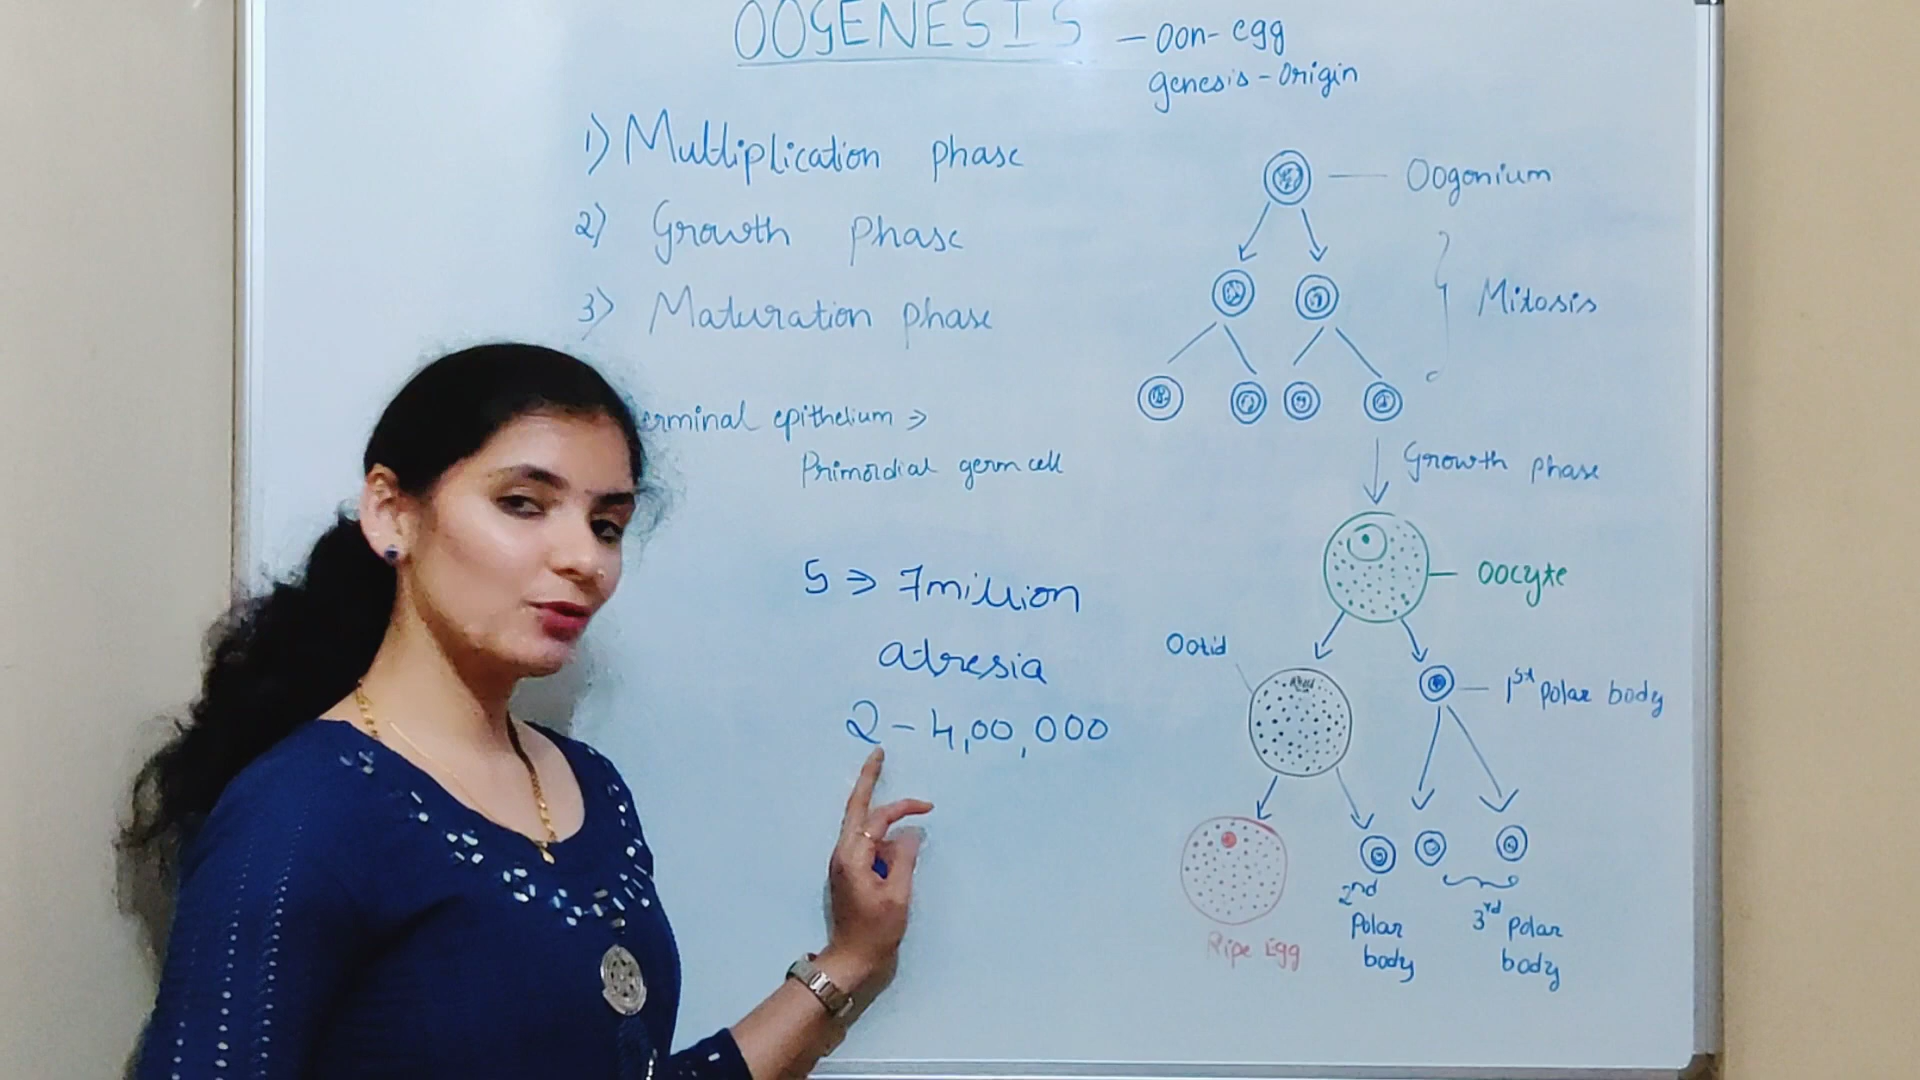 OOGENESIS – Oon- egg
genesis - Origin
1) Multiplication phase
2) Growth phase
3) Maturation phase
erminal epithelium ⇒
Primordial germ cell
5 ⇒ 7 million
atresia
2 – 4,00,000
Oogonium
Mitosis
Growth phase
Oocyte
Ootid
1st polar body
Ripe Egg
2nd
Polar
body
3rd polar
body